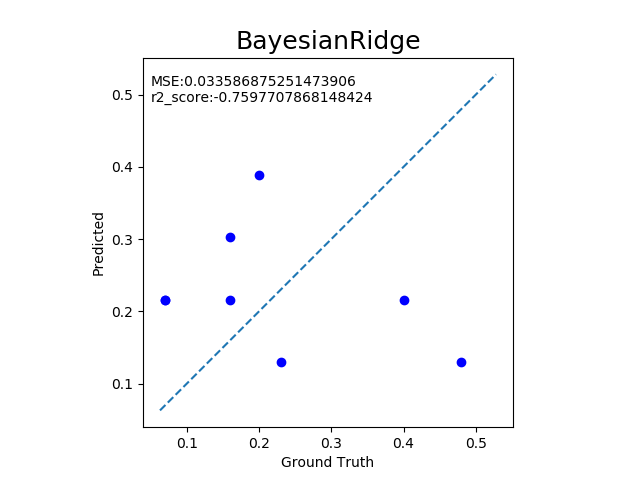 BayesianRidge
MSE:0.033586875251473906
r2_score:-0.7597707868148424
0.5
0.4
0.3
0.2
0.1
Predicted
0.1
0.2
0.3
0.4
0.5
Ground Truth